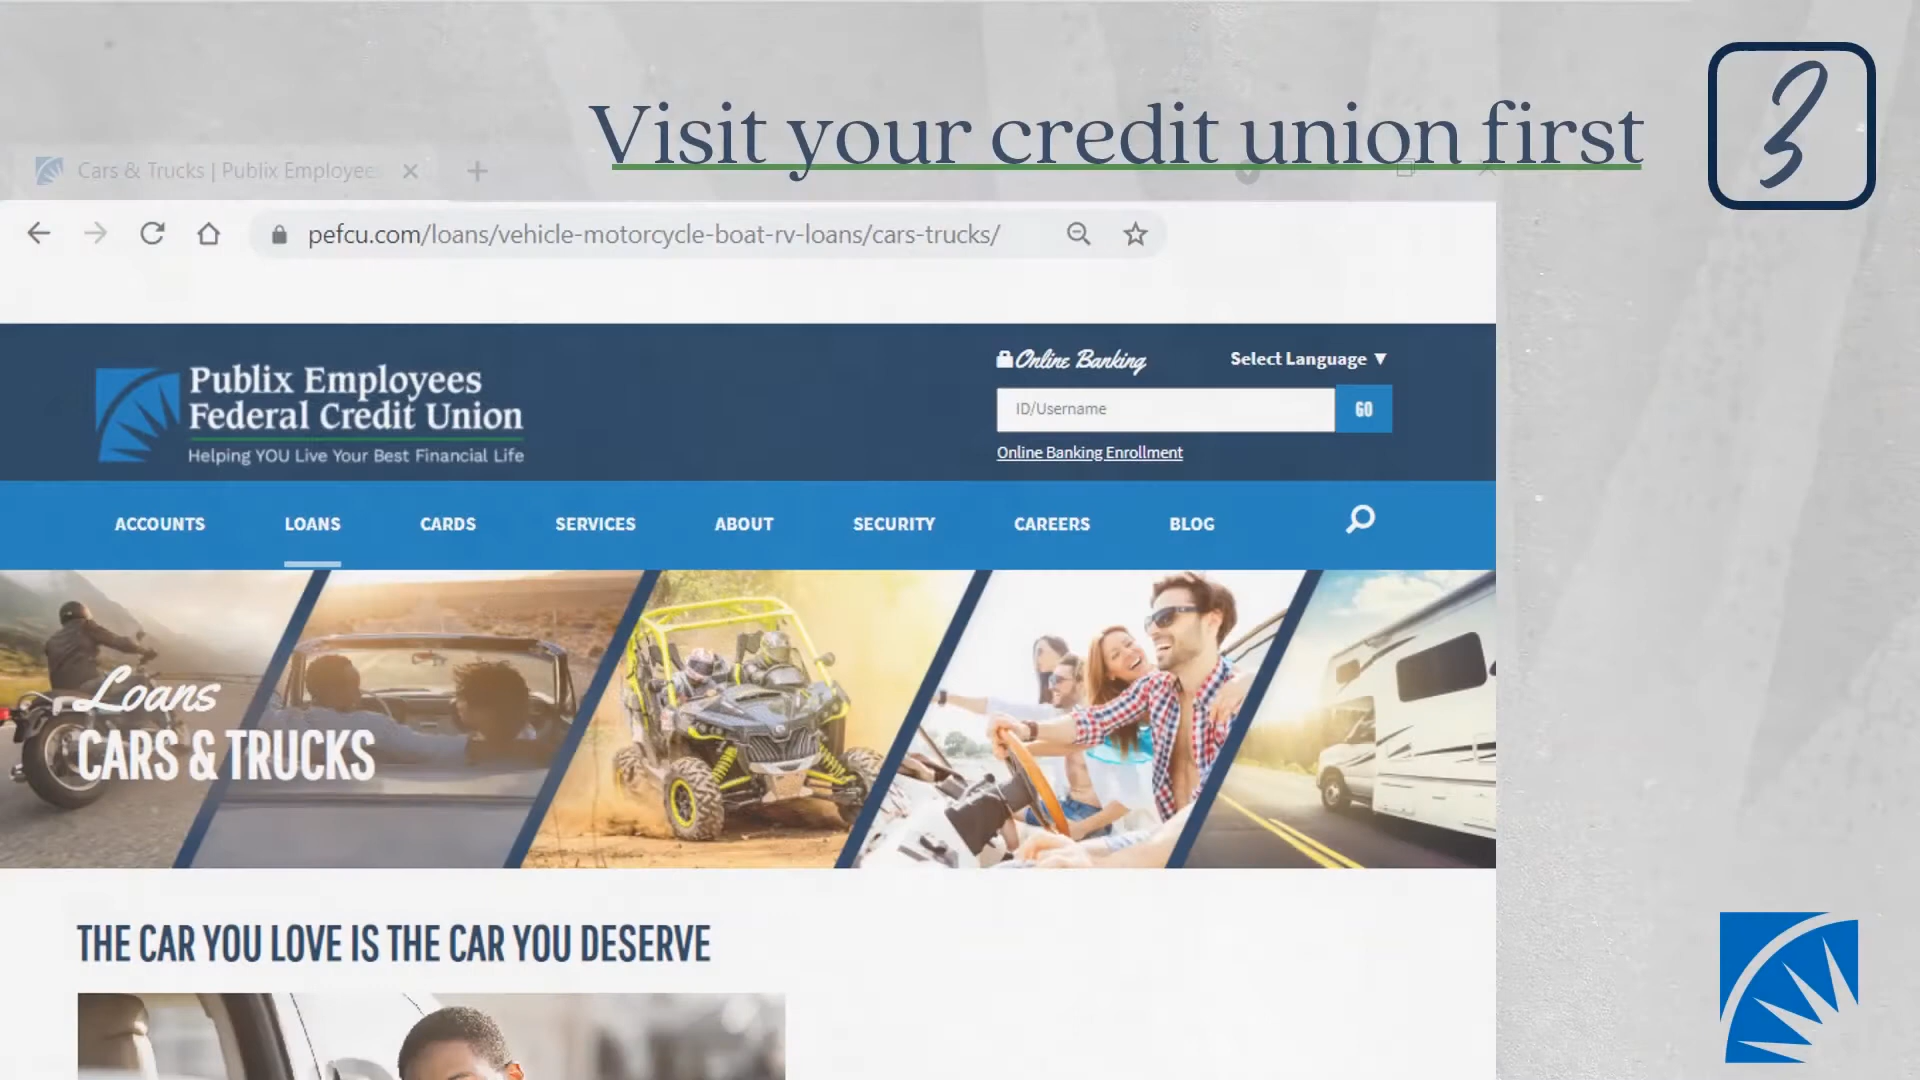 Visit your credit union first
3
Cars & Trucks | Publix Employee
pefcu.com/loans/vehicle-motorcycle-boat-rv-loans/cars-trucks/
Publix Employees
Federal Credit Union
Helping YOU Live Your Best Financial Life
Online Banking
Select Language ▼
ID/Username
GO
Online Banking Enrollment
ACCOUNTS LOANS CARDS SERVICES ABOUT SECURITY CAREERS BLOG
Loans
CARS & TRUCKS
THE CAR YOU LOVE IS THE CAR YOU DESERVE